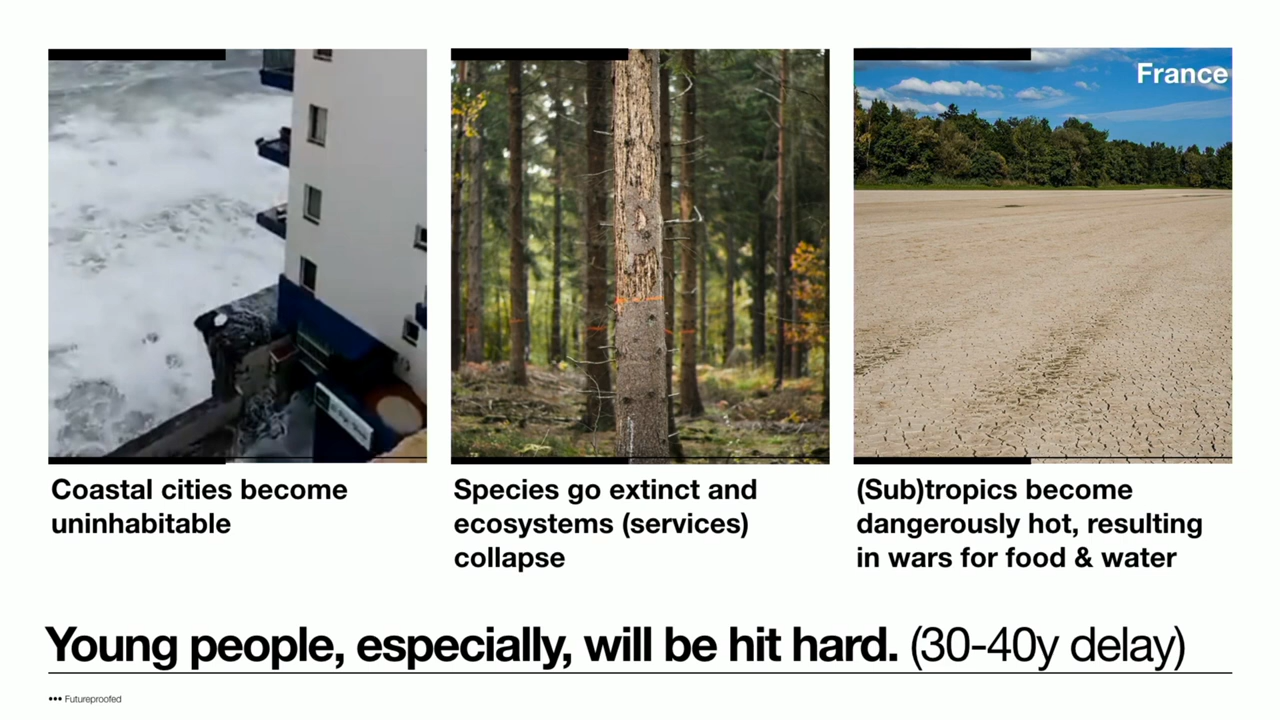 France
Coastal cities become
uninhabitable
Species go extinct and
ecosystems (services)
collapse
(Sub)tropics become
dangerously hot, resulting
in wars for food & water
Young people, especially, will be hit hard. (30-40y delay)
••• Futureproofed